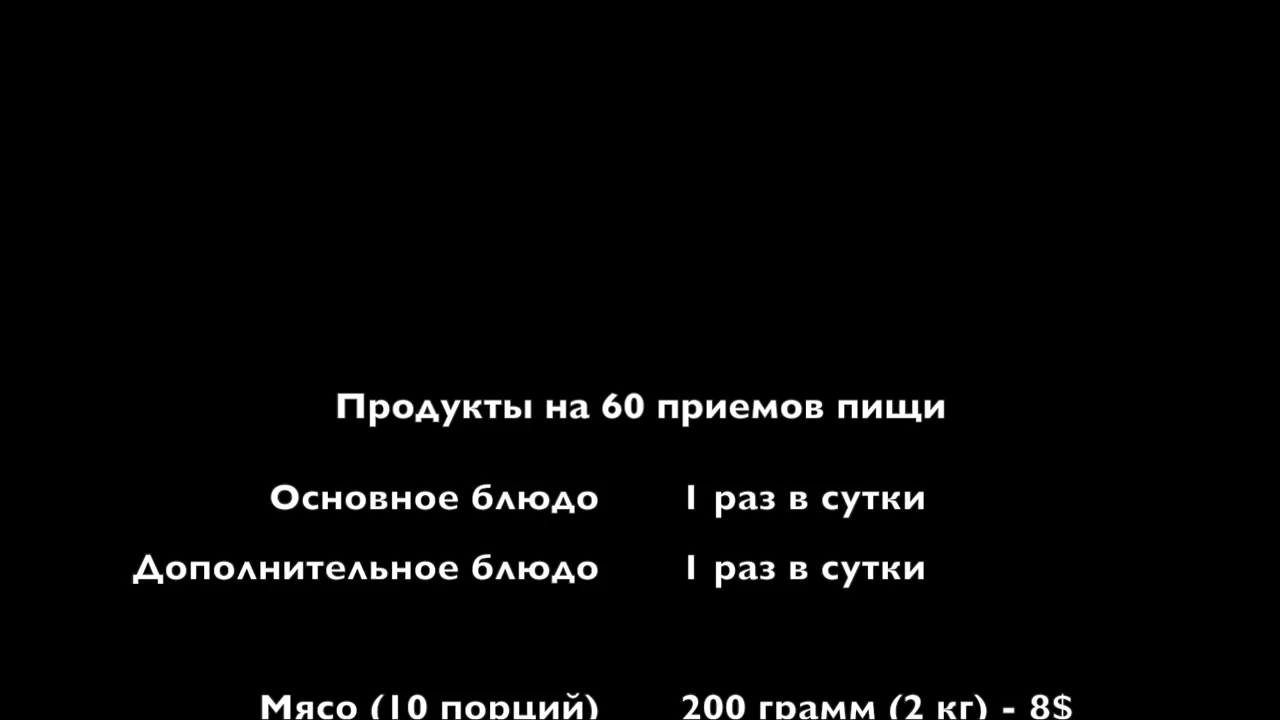 Продукты на 60 приемов пищи
Основное блюдо 1 раз в сутки
Дополнительное блюдо 1 раз в сутки
Мясо (10 порций) 200 грамм (2 кг) - 8$